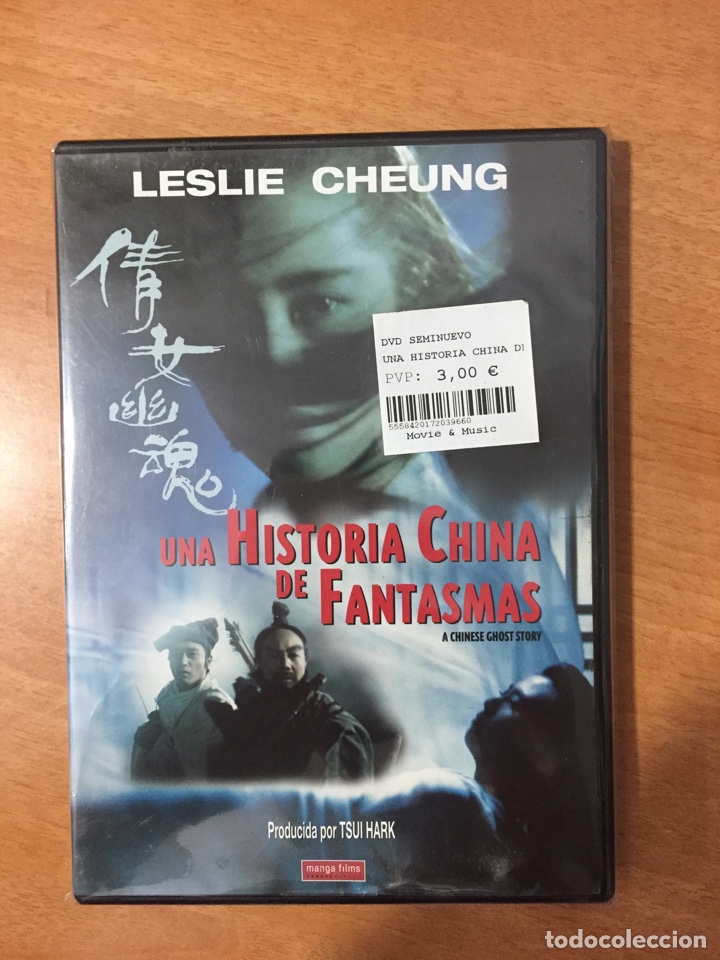 LESLIE CHEUNG
倩女幽魂
DVD SEMINUEVO
UNA HISTORIA CHINA DE
PVP: 3,00 €
5558420172039660
Movie & Music
UNA HISTORIA CHINA
DE FANTASMAS
A CHINESE GHOST STORY
Producida por TSUI HARK
manga films
todocoleccion